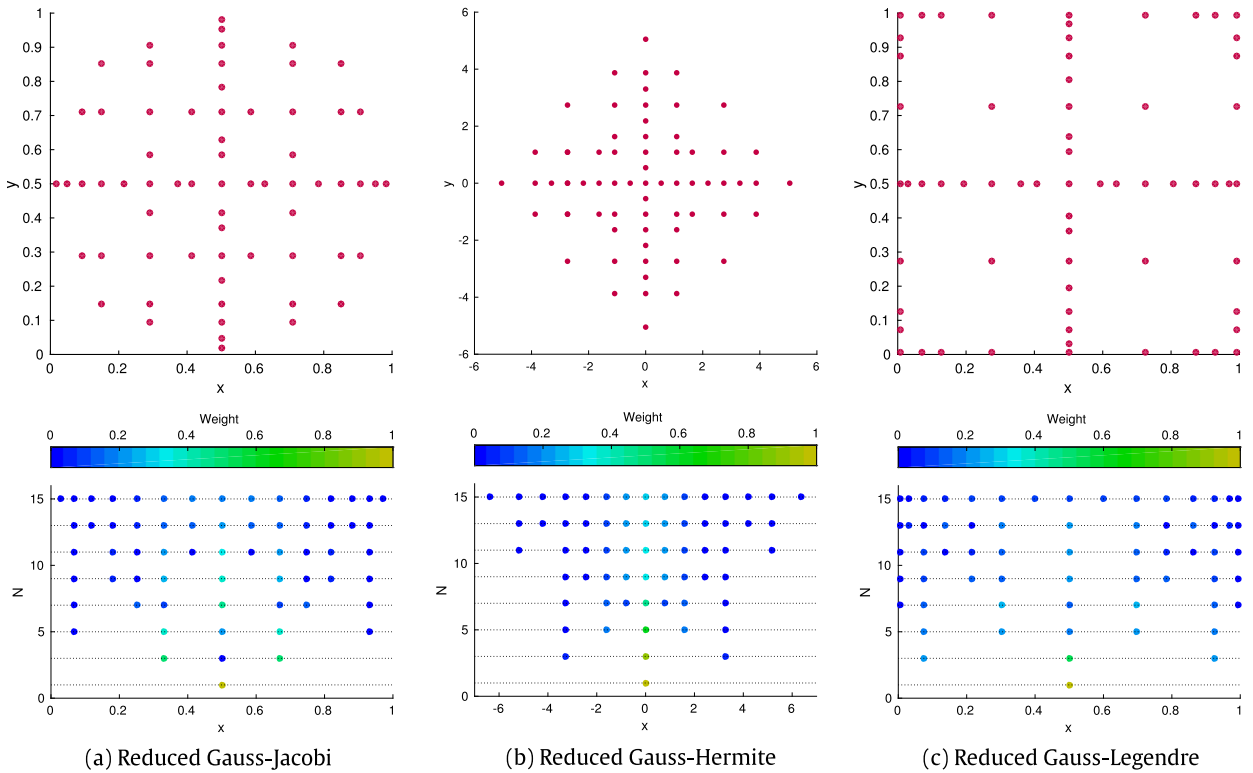 1
0.9
0.8
0.7
0.6
0.5
0.4
0.3
0.2
0.1
0
y
0 0.2 0.4 0.6 0.8 1
x
6
4
2
0
-2
-4
-6
y
-6 -4 -2 0 2 4 6
x
1
0.9
0.8
0.7
0.6
0.5
0.4
0.3
0.2
0.1
0
y
0 0.2 0.4 0.6 0.8 1
x
Weight
0 0.2 0.4 0.6 0.8 1
15
10
5
0
N
0 0.2 0.4 0.6 0.8 1
x
Weight
0 0.2 0.4 0.6 0.8 1
15
10
5
0
N
-6 -4 -2 0 2 4 6
x
Weight
0 0.2 0.4 0.6 0.8 1
15
10
5
0
N
0 0.2 0.4 0.6 0.8 1
x
(a) Reduced Gauss-Jacobi
(b) Reduced Gauss-Hermite
(c) Reduced Gauss-Legendre